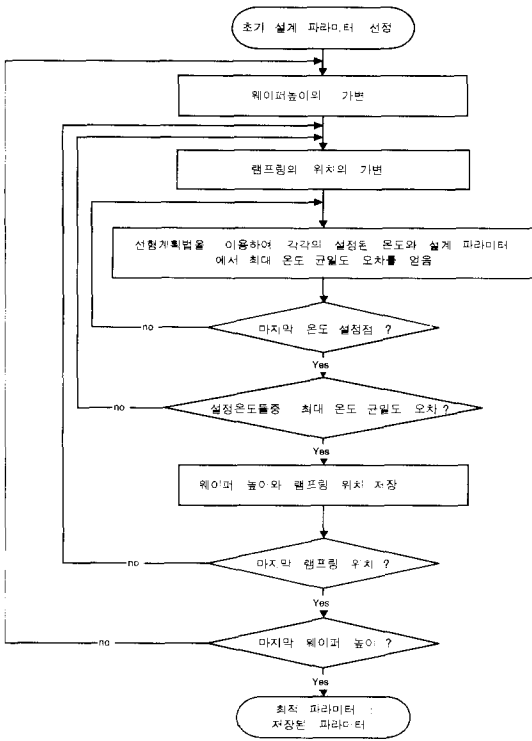 초기 설계 파라미터 선정
웨이퍼높이의 가변
램프링의 위치의 가변
선형계획법을 이용하여 각각의 설정된 온도와 설계 파라미터
에서 최대 온도 균일도 오차를 얻음
no
마지막 온도 설정점 ?
Yes
no
설정온도들중 최대 온도 균일도 오차 ?
Yes
웨이퍼 높이와 램프링 위치 저장
no
마지막 램프링 위치 ?
Yes
no
마지막 웨이퍼 높이 ?
Yes
최적 파라미터 :
저장된 파라미터